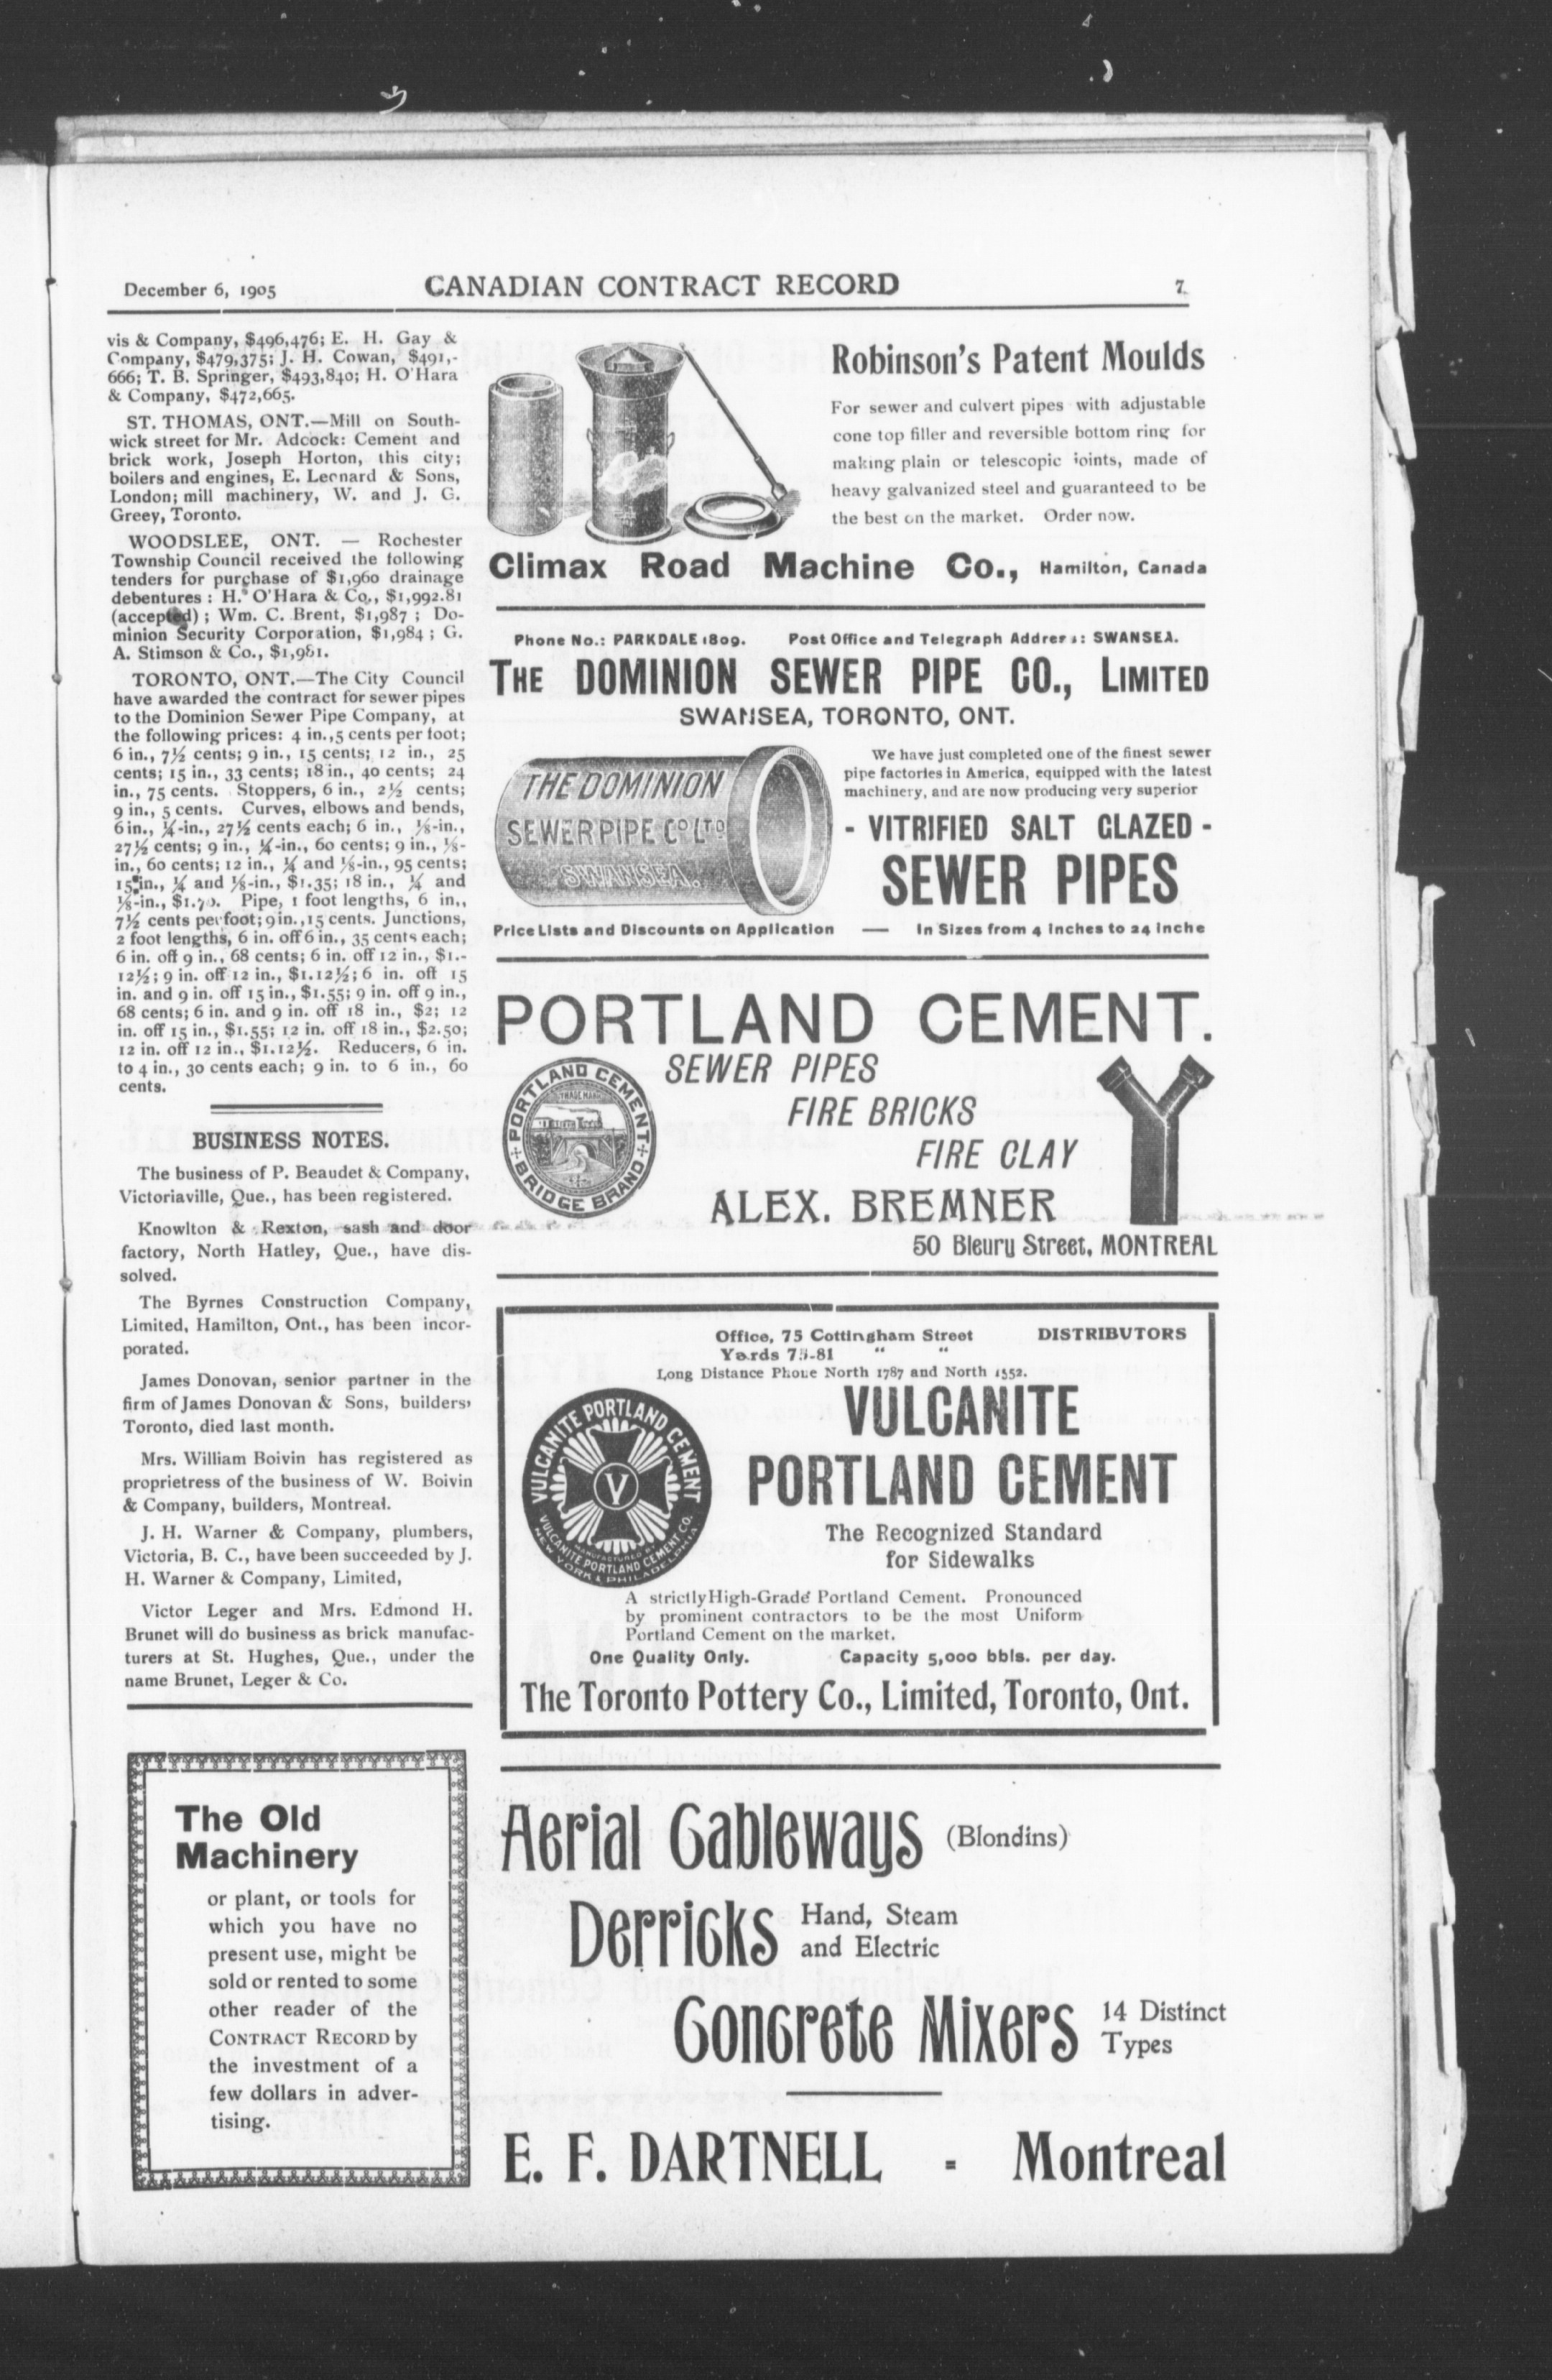 December 6, 1905
CANADIAN CONTRACT RECORD
7
vis & Company, $496,476; E. H. Gay &
Company, $479,375; J. H. Cowan, $491,-
666; T. B. Springer, $493,840; H. O'Hara
& Company, $472,665.
ST. THOMAS, ONT.—Mill on South-
wick street for Mr. Adcock: Cement and
brick work, Joseph Horton, this city;
boilers and engines, E. Leonard & Sons,
London; mill machinery, W. and J. G.
Greey, Toronto.
WOODSLEE, ONT. — Rochester
Township Council received the following
tenders for purchase of $1,960 drainage
debentures : H. O'Hara & Co., $1,992.81
(accepted) ; Wm. C. Brent, $1,987 ; Do-
minion Security Corporation, $1,984 ; G.
A. Stimson & Co., $1,981.
TORONTO, ONT.—The City Council
have awarded the contract for sewer pipes
to the Dominion Sewer Pipe Company, at
the following prices: 4 in., 5 cents per foot;
6 in., 7½ cents; 9 in., 15 cents; 12 in., 25
cents; 15 in., 33 cents; 18 in., 40 cents; 24
in., 75 cents. Stoppers, 6 in., 2½ cents;
9 in., 5 cents. Curves, elbows and bends,
6 in., ¼-in., 27½ cents each; 6 in., ⅛-in.,
27½ cents; 9 in., ¼-in., 60 cents; 9 in., ⅛-
in., 60 cents; 12 in., ¼ and ⅛-in., 95 cents;
15 in., ¼ and ⅛-in., $1.35; 18 in., ¼ and
⅛-in., $1.70. Pipe, 1 foot lengths, 6 in.,
7½ cents per foot; 9 in., 15 cents. Junctions,
2 foot lengths, 6 in. off 6 in., 35 cents each;
6 in. off 9 in., 68 cents; 6 in. off 12 in., $1.-
12½; 9 in. off 12 in., $1.12½; 6 in. off 15
in. and 9 in. off 15 in., $1.55; 9 in. off 9 in.,
68 cents; 6 in. and 9 in. off 18 in., $2; 12
in. off 15 in., $1.55; 12 in. off 18 in., $2.50;
12 in. off 12 in., $1.12½. Reducers, 6 in.
to 4 in., 30 cents each; 9 in. to 6 in., 60
cents.
BUSINESS NOTES.
The business of P. Beaudet & Company,
Victoriaville, Que., has been registered.
Knowlton & Rexton, sash and door
factory, North Hatley, Que., have dis-
solved.
The Byrnes Construction Company,
Limited, Hamilton, Ont., has been incor-
porated.
James Donovan, senior partner in the
firm of James Donovan & Sons, builders,
Toronto, died last month.
Mrs. William Boivin has registered as
proprietress of the business of W. Boivin
& Company, builders, Montreal.
J. H. Warner & Company, plumbers,
Victoria, B. C., have been succeeded by J.
H. Warner & Company, Limited,
Victor Leger and Mrs. Edmond H.
Brunet will do business as brick manufac-
turers at St. Hughes, Que., under the
name Brunet, Leger & Co.
The Old
Machinery
or plant, or tools for
which you have no
present use, might be
sold or rented to some
other reader of the
CONTRACT RECORD by
the investment of a
few dollars in adver-
tising.
Robinson's Patent Moulds
For sewer and culvert pipes with adjustable
cone top filler and reversible bottom ring for
making plain or telescopic joints, made of
heavy galvanized steel and guaranteed to be
the best on the market. Order now.
Climax Road Machine Co., Hamilton, Canada
Phone No.: PARKDALE 1809. Post Office and Telegraph Address: SWANSEA.
THE DOMINION SEWER PIPE CO., LIMITED
SWANSEA, TORONTO, ONT.
THE DOMINION
SEWER PIPE CO LTD
SWANSEA.
We have just completed one of the finest sewer
pipe factories in America, equipped with the latest
machinery, and are now producing very superior
- VITRIFIED SALT GLAZED -
SEWER PIPES
Price Lists and Discounts on Application — In Sizes from 4 Inches to 24 Inche
PORTLAND CEMENT.
PORTLAND CEMENT
TRADE MARK
BRIDGE BRAND
SEWER PIPES
FIRE BRICKS
FIRE CLAY
ALEX. BREMNER
50 Bleury Street, MONTREAL
Office, 75 Cottingham Street DISTRIBUTORS
Yards 75-81 " "
Long Distance Phone North 1787 and North 1552.
VULCANITE PORTLAND CEMENT
V
MANUFACTURED BY
VULCANITE PORTLAND CEMENT CO.
NEW YORK & PHILADELPHIA
VULCANITE
PORTLAND CEMENT
The Recognized Standard
for Sidewalks
A strictly High-Grade Portland Cement. Pronounced
by prominent contractors to be the most Uniform
Portland Cement on the market.
One Quality Only. Capacity 5,000 bbls. per day.
The Toronto Pottery Co., Limited, Toronto, Ont.
Aerial Cableways (Blondins)
Derricks Hand, Steam
and Electric
Concrete Mixers 14 Distinct
Types
E. F. DARTNELL - Montreal